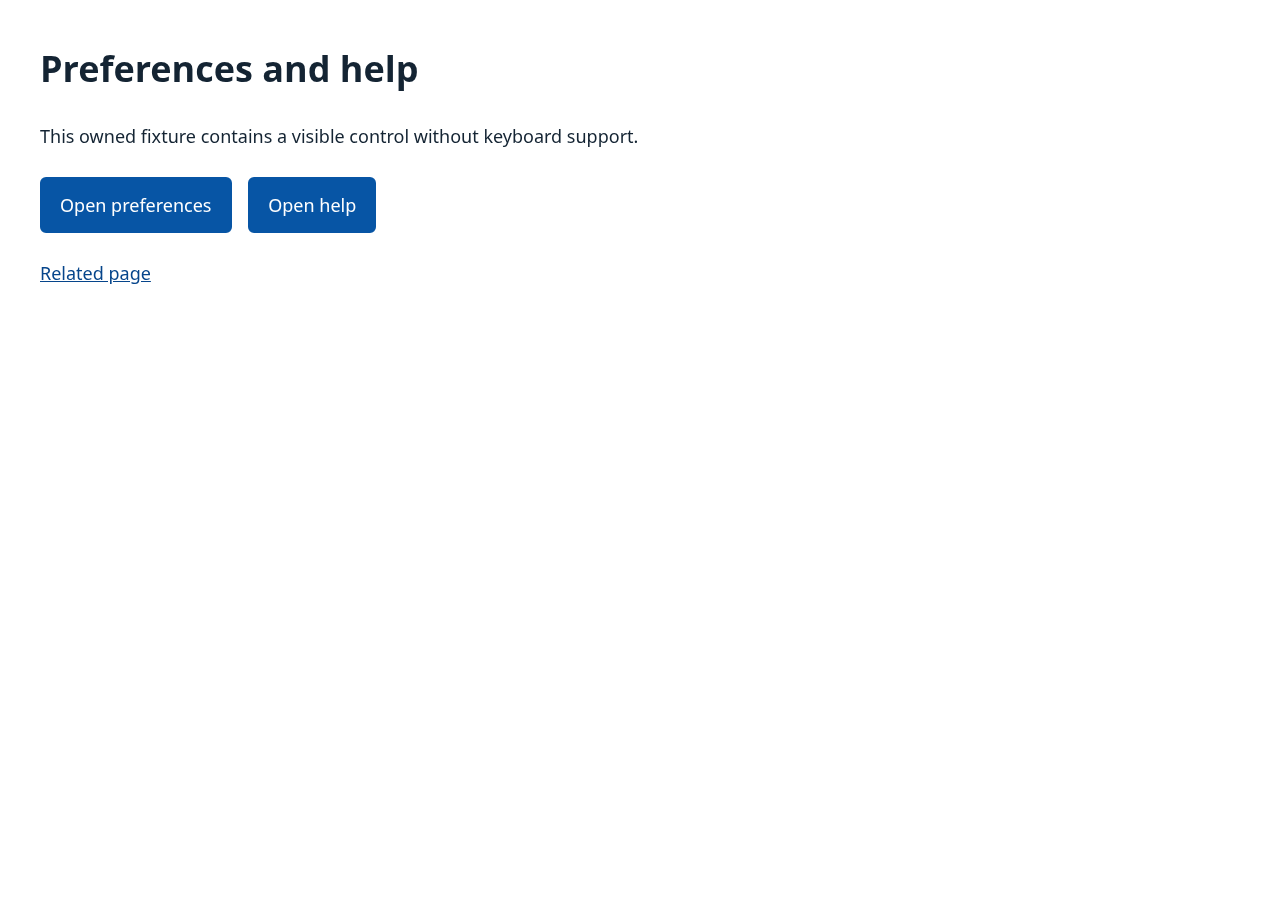 Preferences and help
This owned fixture contains a visible control without keyboard support.
Open preferences
Open help
Related page